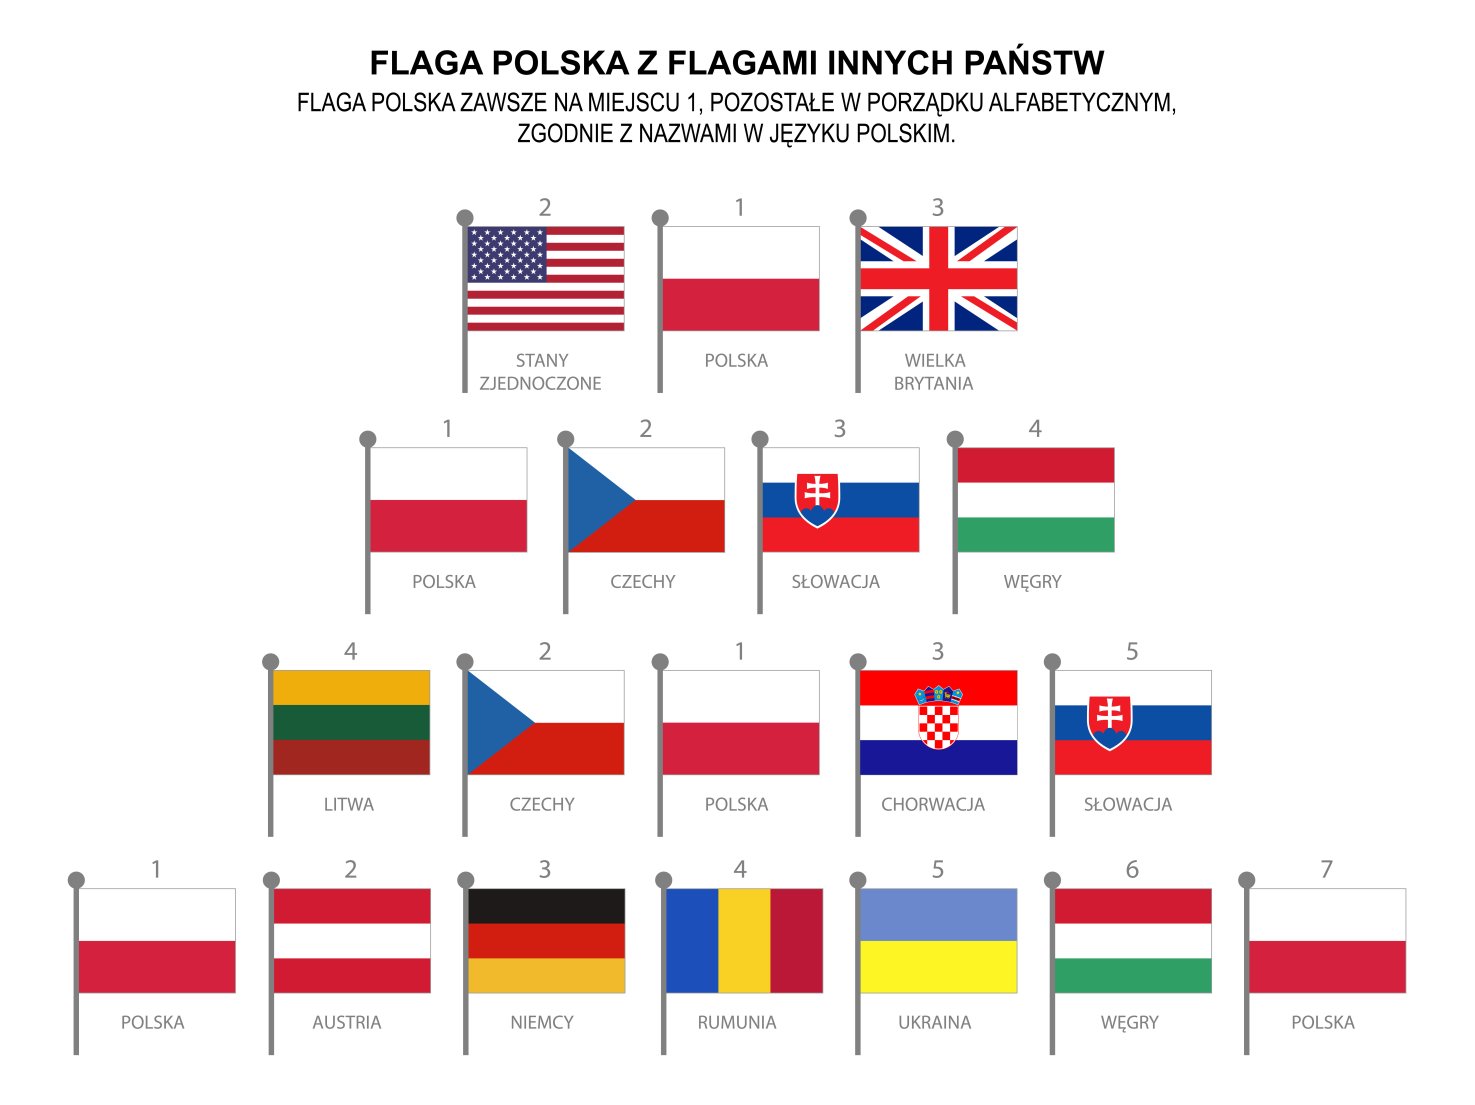 FLAGA POLSKA Z FLAGAMI INNYCH PAŃSTW
FLAGA POLSKA ZAWSZE NA MIEJSCU 1, POZOSTAŁE W PORZĄDKU ALFABETYCZNYM,
ZGODNIE Z NAZWAMI W JĘZYKU POLSKIM.
2 1 3
STANY POLSKA WIELKA
ZJEDNOCZONE BRYTANIA
1 2 3 4
POLSKA CZECHY SŁOWACJA WĘGRY
4 2 1 3 5
LITWA CZECHY POLSKA CHORWACJA SŁOWACJA
1 2 3 4 5 6 7
POLSKA AUSTRIA NIEMCY RUMUNIA UKRAINA WĘGRY POLSKA